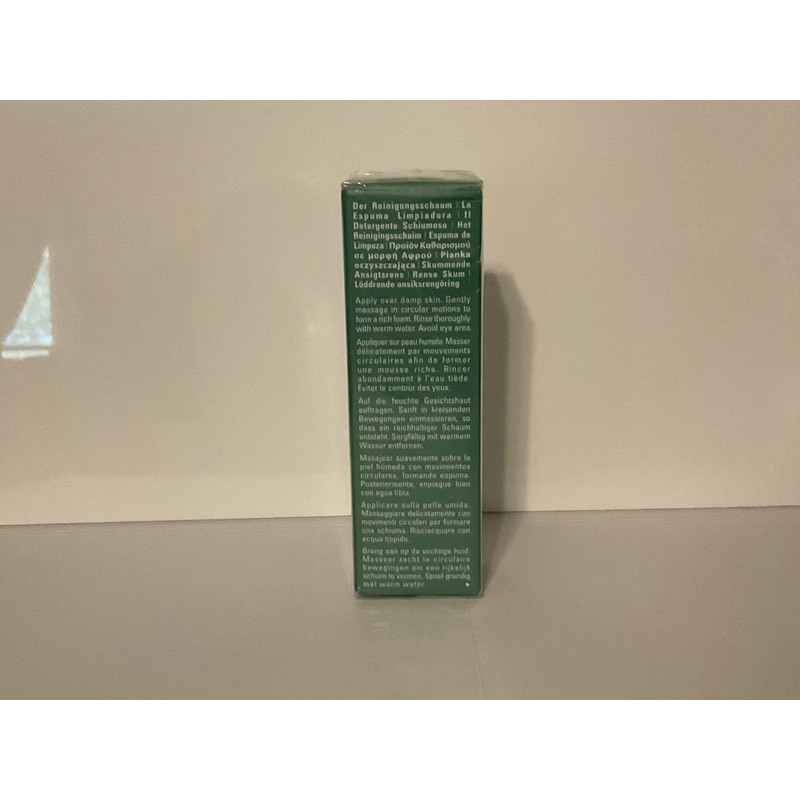 Der Reinigungsschaum | La
Espuma Limpiadora | Il
Detergente Schiumoso | Het
Reinigingsschuim | Espuma de
Limpeza | Προϊόν Καθαρισμού
σε μορφή Αφρού | Pianka
oczyszczająca | Skummende
Ansigtsrens | Rense Skum |
Löddrande ansiktsrengöring
Apply over damp skin. Gently
massage in circular motions to
form a rich foam. Rinse thoroughly
with warm water. Avoid eye area.
Appliquer sur peau humide. Masser
délicatement par mouvements
circulaires afin de former
une mousse riche. Rincer
abondamment à l'eau tiède.
Éviter le contour des yeux.
Auf die feuchte Gesichtshaut
auftragen. Sanft in kreisenden
Bewegungen einmassieren, so
dass ein reichhaltiger Schaum
entsteht. Sorgfältig mit warmem
Wasser entfernen.
Masajear suavemente sobre la
piel húmeda con movimientos
circulares, formando espuma.
Posteriormente, enjuague bien
con agua tibia.
Applicare sulla pelle umida.
Massaggiare delicatamente con
movimenti circolari per formare
una schiuma. Risciacquare con
acqua tiepida.
Breng aan op de vochtige huid.
Masseer zacht in circulaire
bewegingen om een rijkelijk
schuim te vormen. Spoel grondig
met warm water.